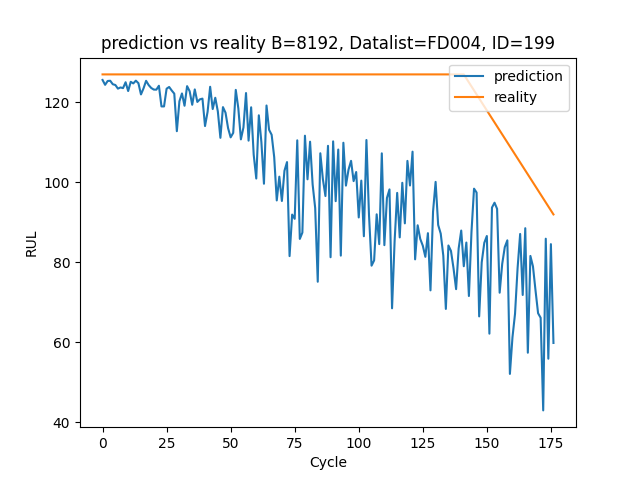 prediction vs reality B=8192, Datalist=FD004, ID=199
prediction
reality
120
100
80
60
40
RUL
0 25 50 75 100 125 150 175
Cycle